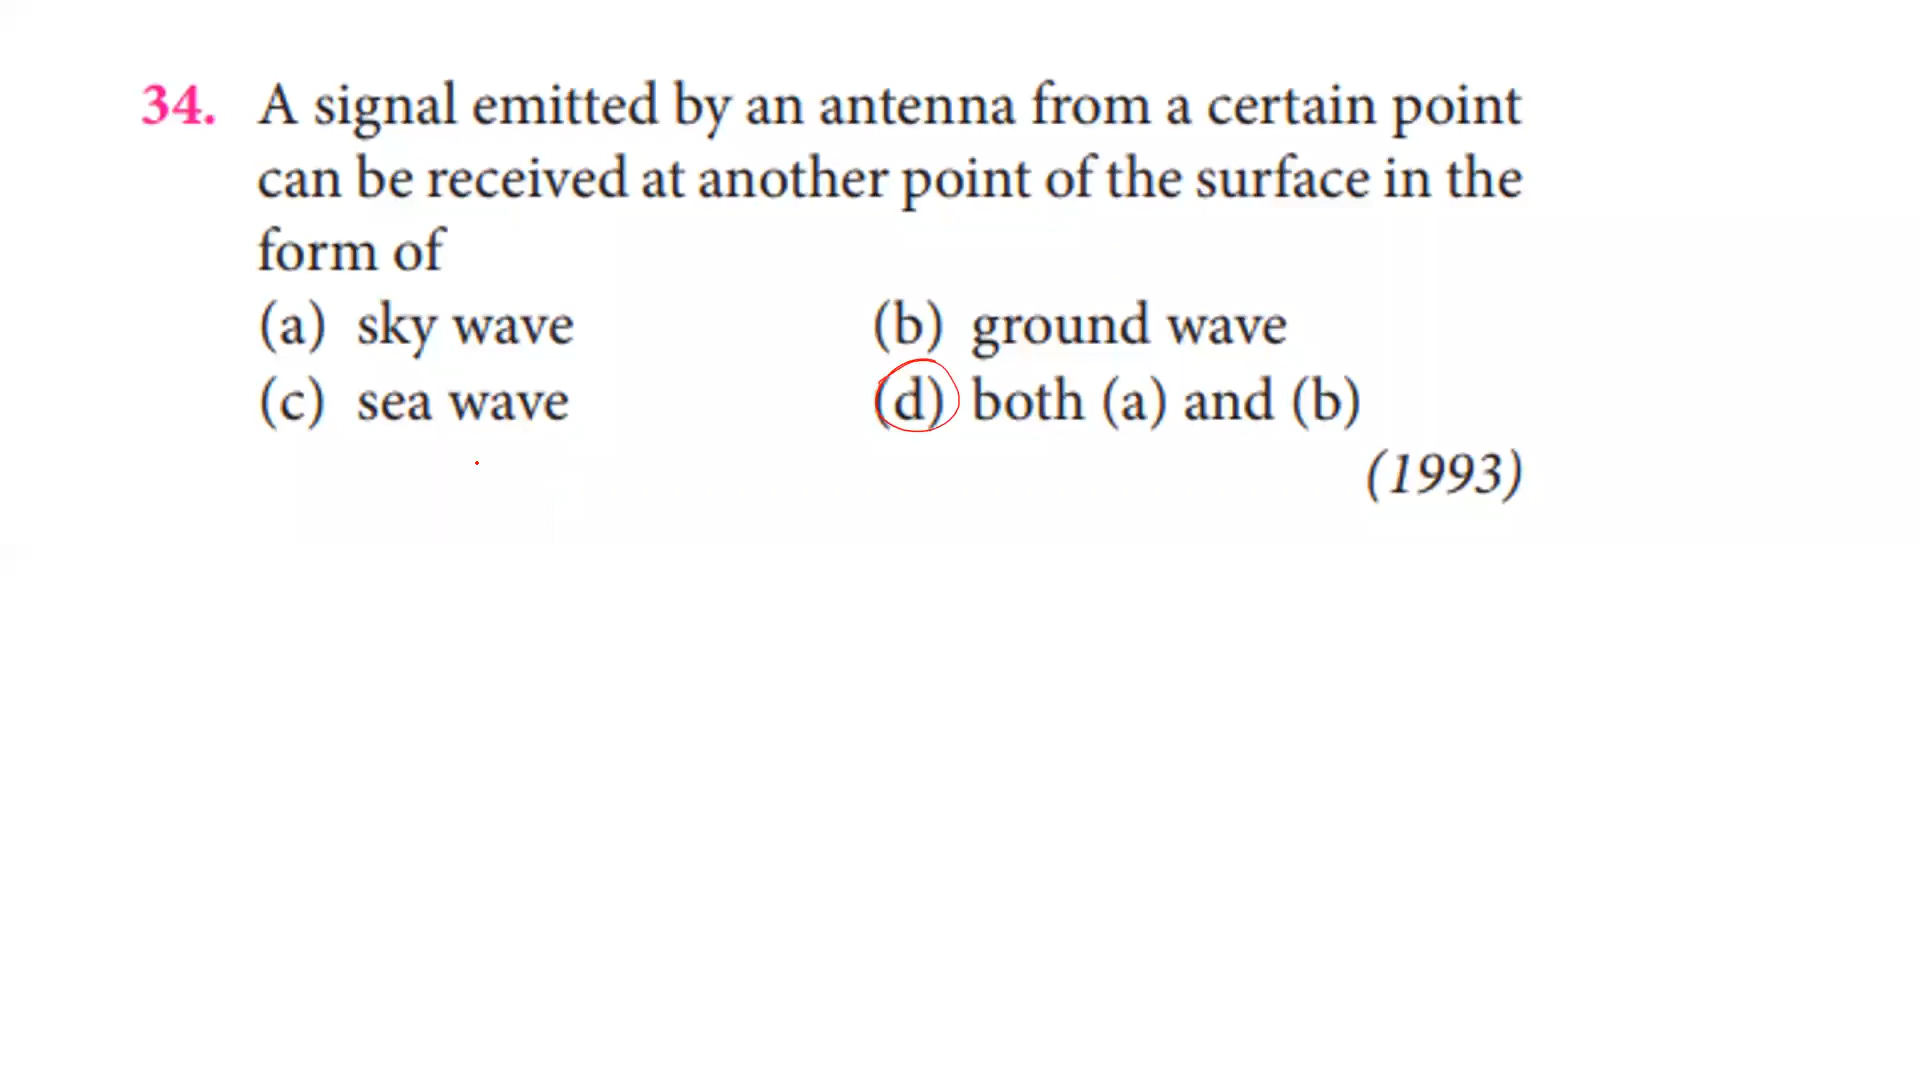 34. A signal emitted by an antenna from a certain point
can be received at another point of the surface in the
form of
(a) sky wave (b) ground wave
(c) sea wave (d) both (a) and (b)
(1993)